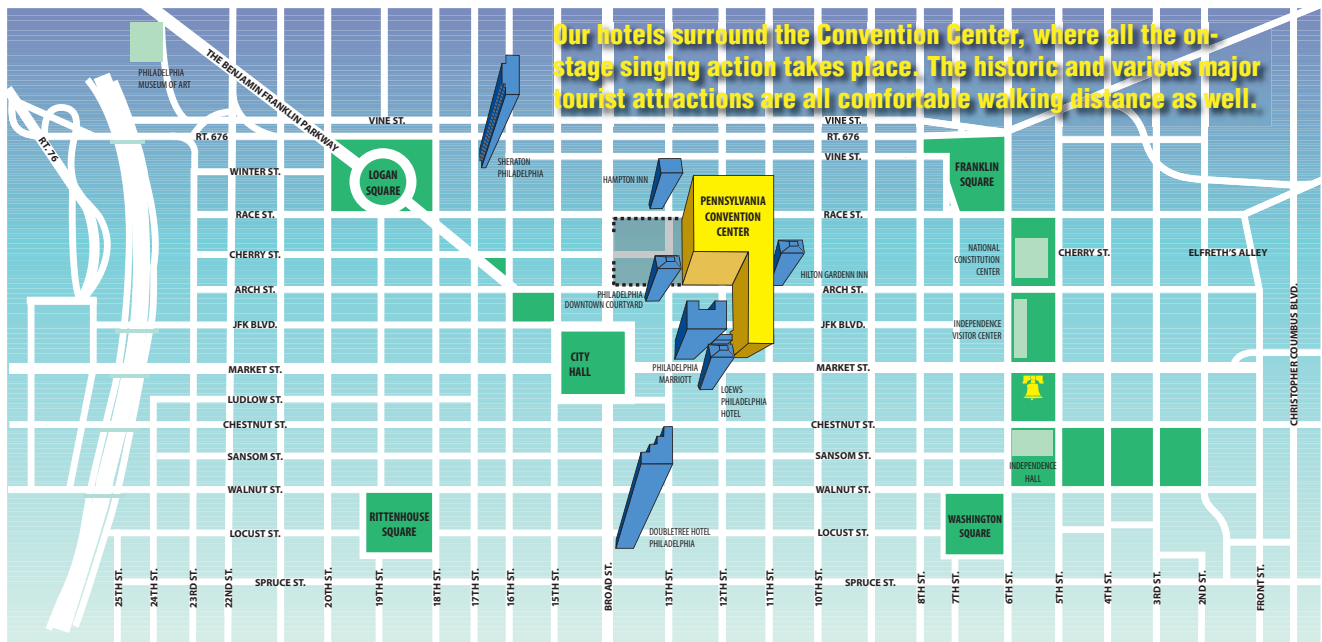 Our hotels surround the Convention Center, where all the on-
stage singing action takes place. The historic and various major
tourist attractions are all comfortable walking distance as well.
PHILADELPHIA
MUSEUM OF ART
THE BENJAMIN FRANKLIN PARKWAY
RT. 76
VINE ST.
VINE ST.
RT. 676
RT. 676
VINE ST.
WINTER ST.
LOGAN
SQUARE
SHERATON
PHILADELPHIA
HAMPTON INN
PENNSYLVANIA
CONVENTION
CENTER
FRANKLIN
SQUARE
RACE ST.
RACE ST.
CHERRY ST.
NATIONAL
CONSTITUTION
CENTER
CHERRY ST.
ELFRETH'S ALLEY
HILTON GARDENN INN
ARCH ST.
PHILADELPHIA
DOWNTOWN COURTYARD
ARCH ST.
JFK BLVD.
JFK BLVD.
INDEPENDENCE
VISITOR CENTER
CHRISTOPHER COLUMBUS BLVD.
CITY
HALL
MARKET ST.
PHILADELPHIA
MARRIOTT
MARKET ST.
LOEWS
PHILADELPHIA
HOTEL
LUDLOW ST.
CHESTNUT ST.
CHESTNUT ST.
SANSOM ST.
SANSOM ST.
INDEPENDENCE
HALL
WALNUT ST.
WALNUT ST.
RITTENHOUSE
SQUARE
WASHINGTON
SQUARE
LOCUST ST.
DOUBLETREE HOTEL
PHILADELPHIA
LOCUST ST.
SPRUCE ST.
SPRUCE ST.
25TH ST.
24TH ST.
23RD ST.
22ND ST.
20TH ST.
19TH ST.
18TH ST.
17TH ST.
16TH ST.
15TH ST.
BROAD ST.
13TH ST.
12TH ST.
11TH ST.
10TH ST.
8TH ST.
7TH ST.
6TH ST.
5TH ST.
4TH ST.
3RD ST.
2ND ST.
FRONT ST.